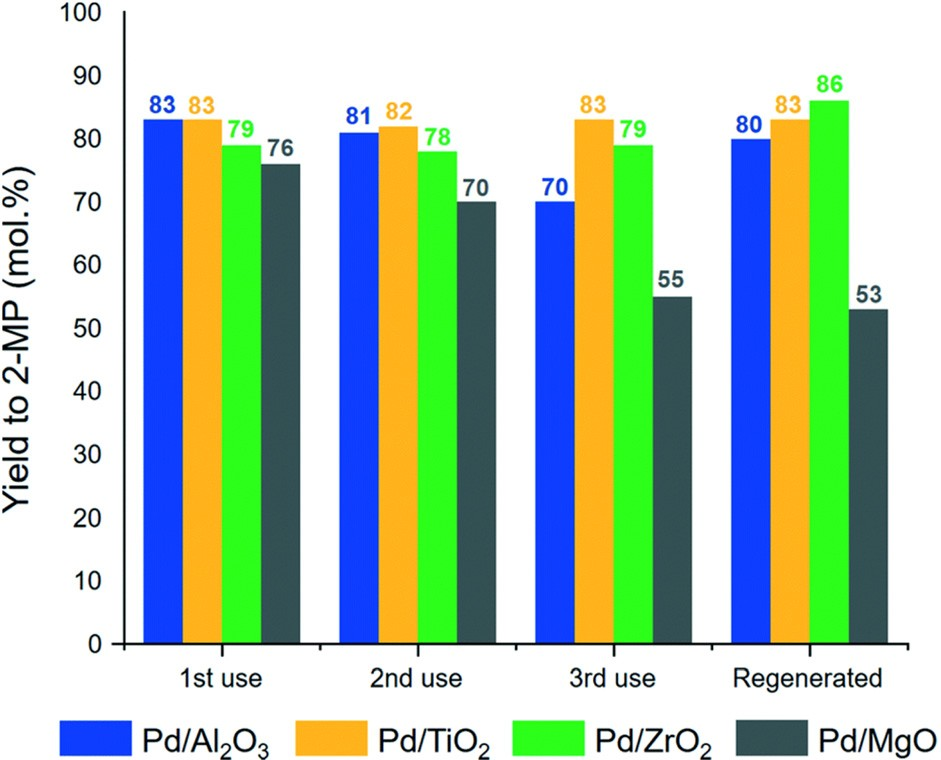 Yield to 2-MP (mol.%)
100
90
80
70
60
50
40
30
20
10
0
83 83 79 76
81 82 78 70
70 83 79 55
80 83 86 53
1st use 2nd use 3rd use Regenerated
Pd/Al₂O₃ Pd/TiO₂ Pd/ZrO₂ Pd/MgO